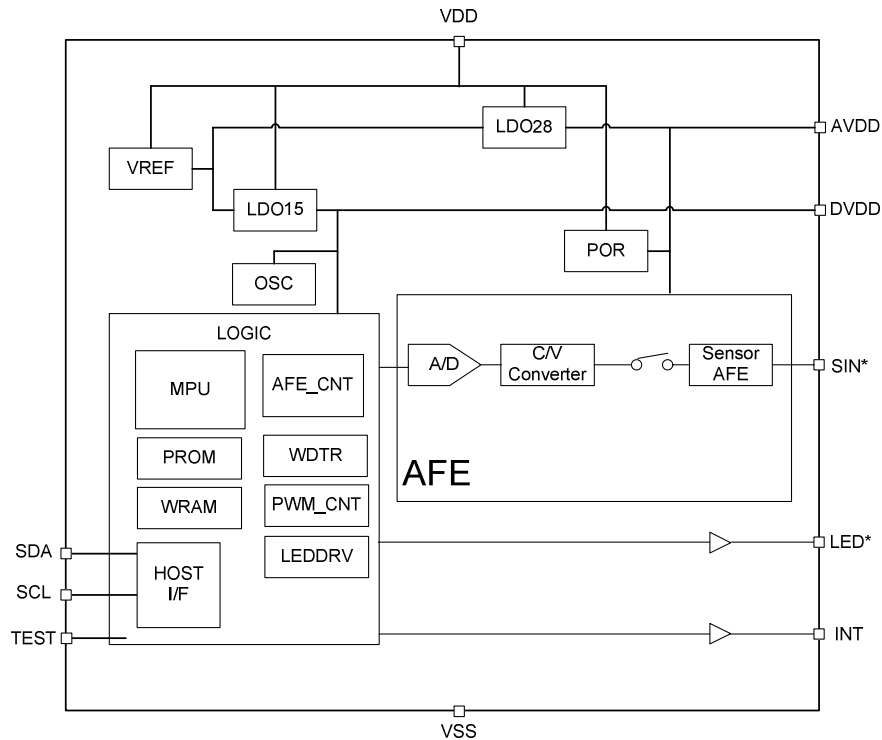 VDD
LDO28
AVDD
VREF
LDO15
DVDD
POR
OSC
LOGIC
MPU
AFE_CNT
A/D
C/V
Converter
Sensor
AFE
SIN*
PROM
WDTR
AFE
WRAM
PWM_CNT
SDA
HOST
I/F
LEDDRV
LED*
SCL
TEST
INT
VSS